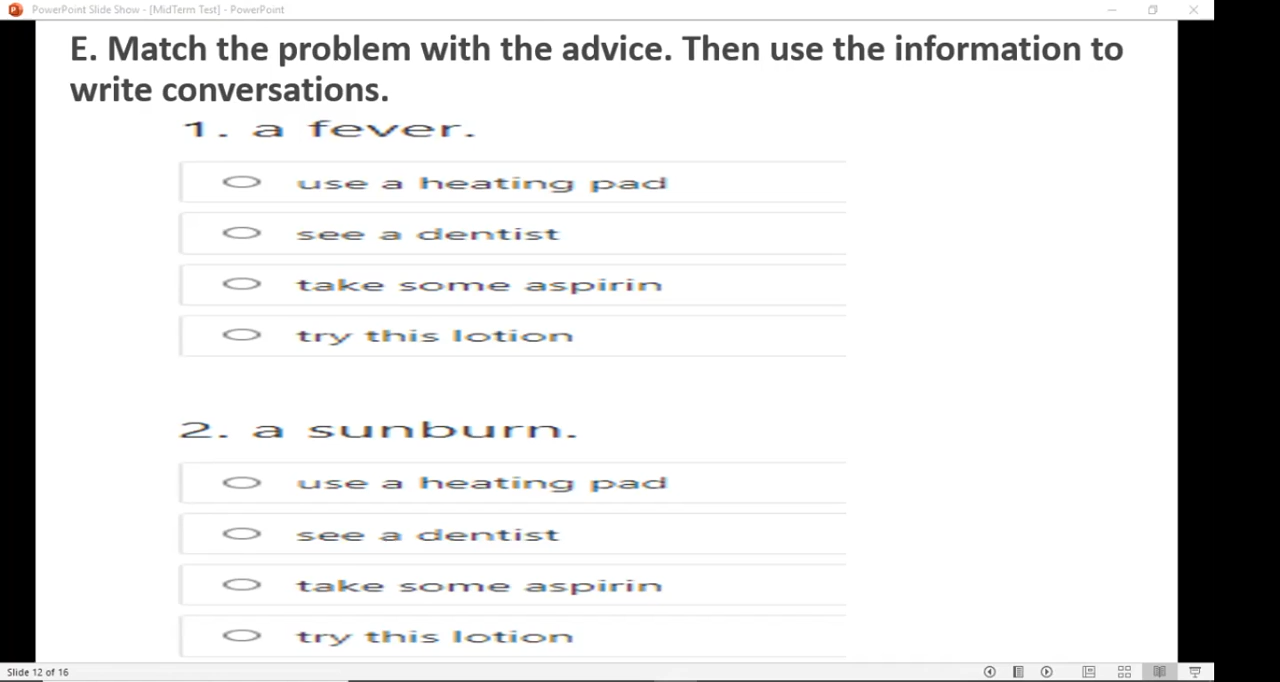 PowerPoint Slide Show - [MidTerm Test] - PowerPoint
E. Match the problem with the advice. Then use the information to
write conversations.
1. a fever.
use a heating pad
see a dentist
take some aspirin
try this lotion
2. a sunburn.
use a heating pad
see a dentist
take some aspirin
try this lotion
Slide 12 of 16